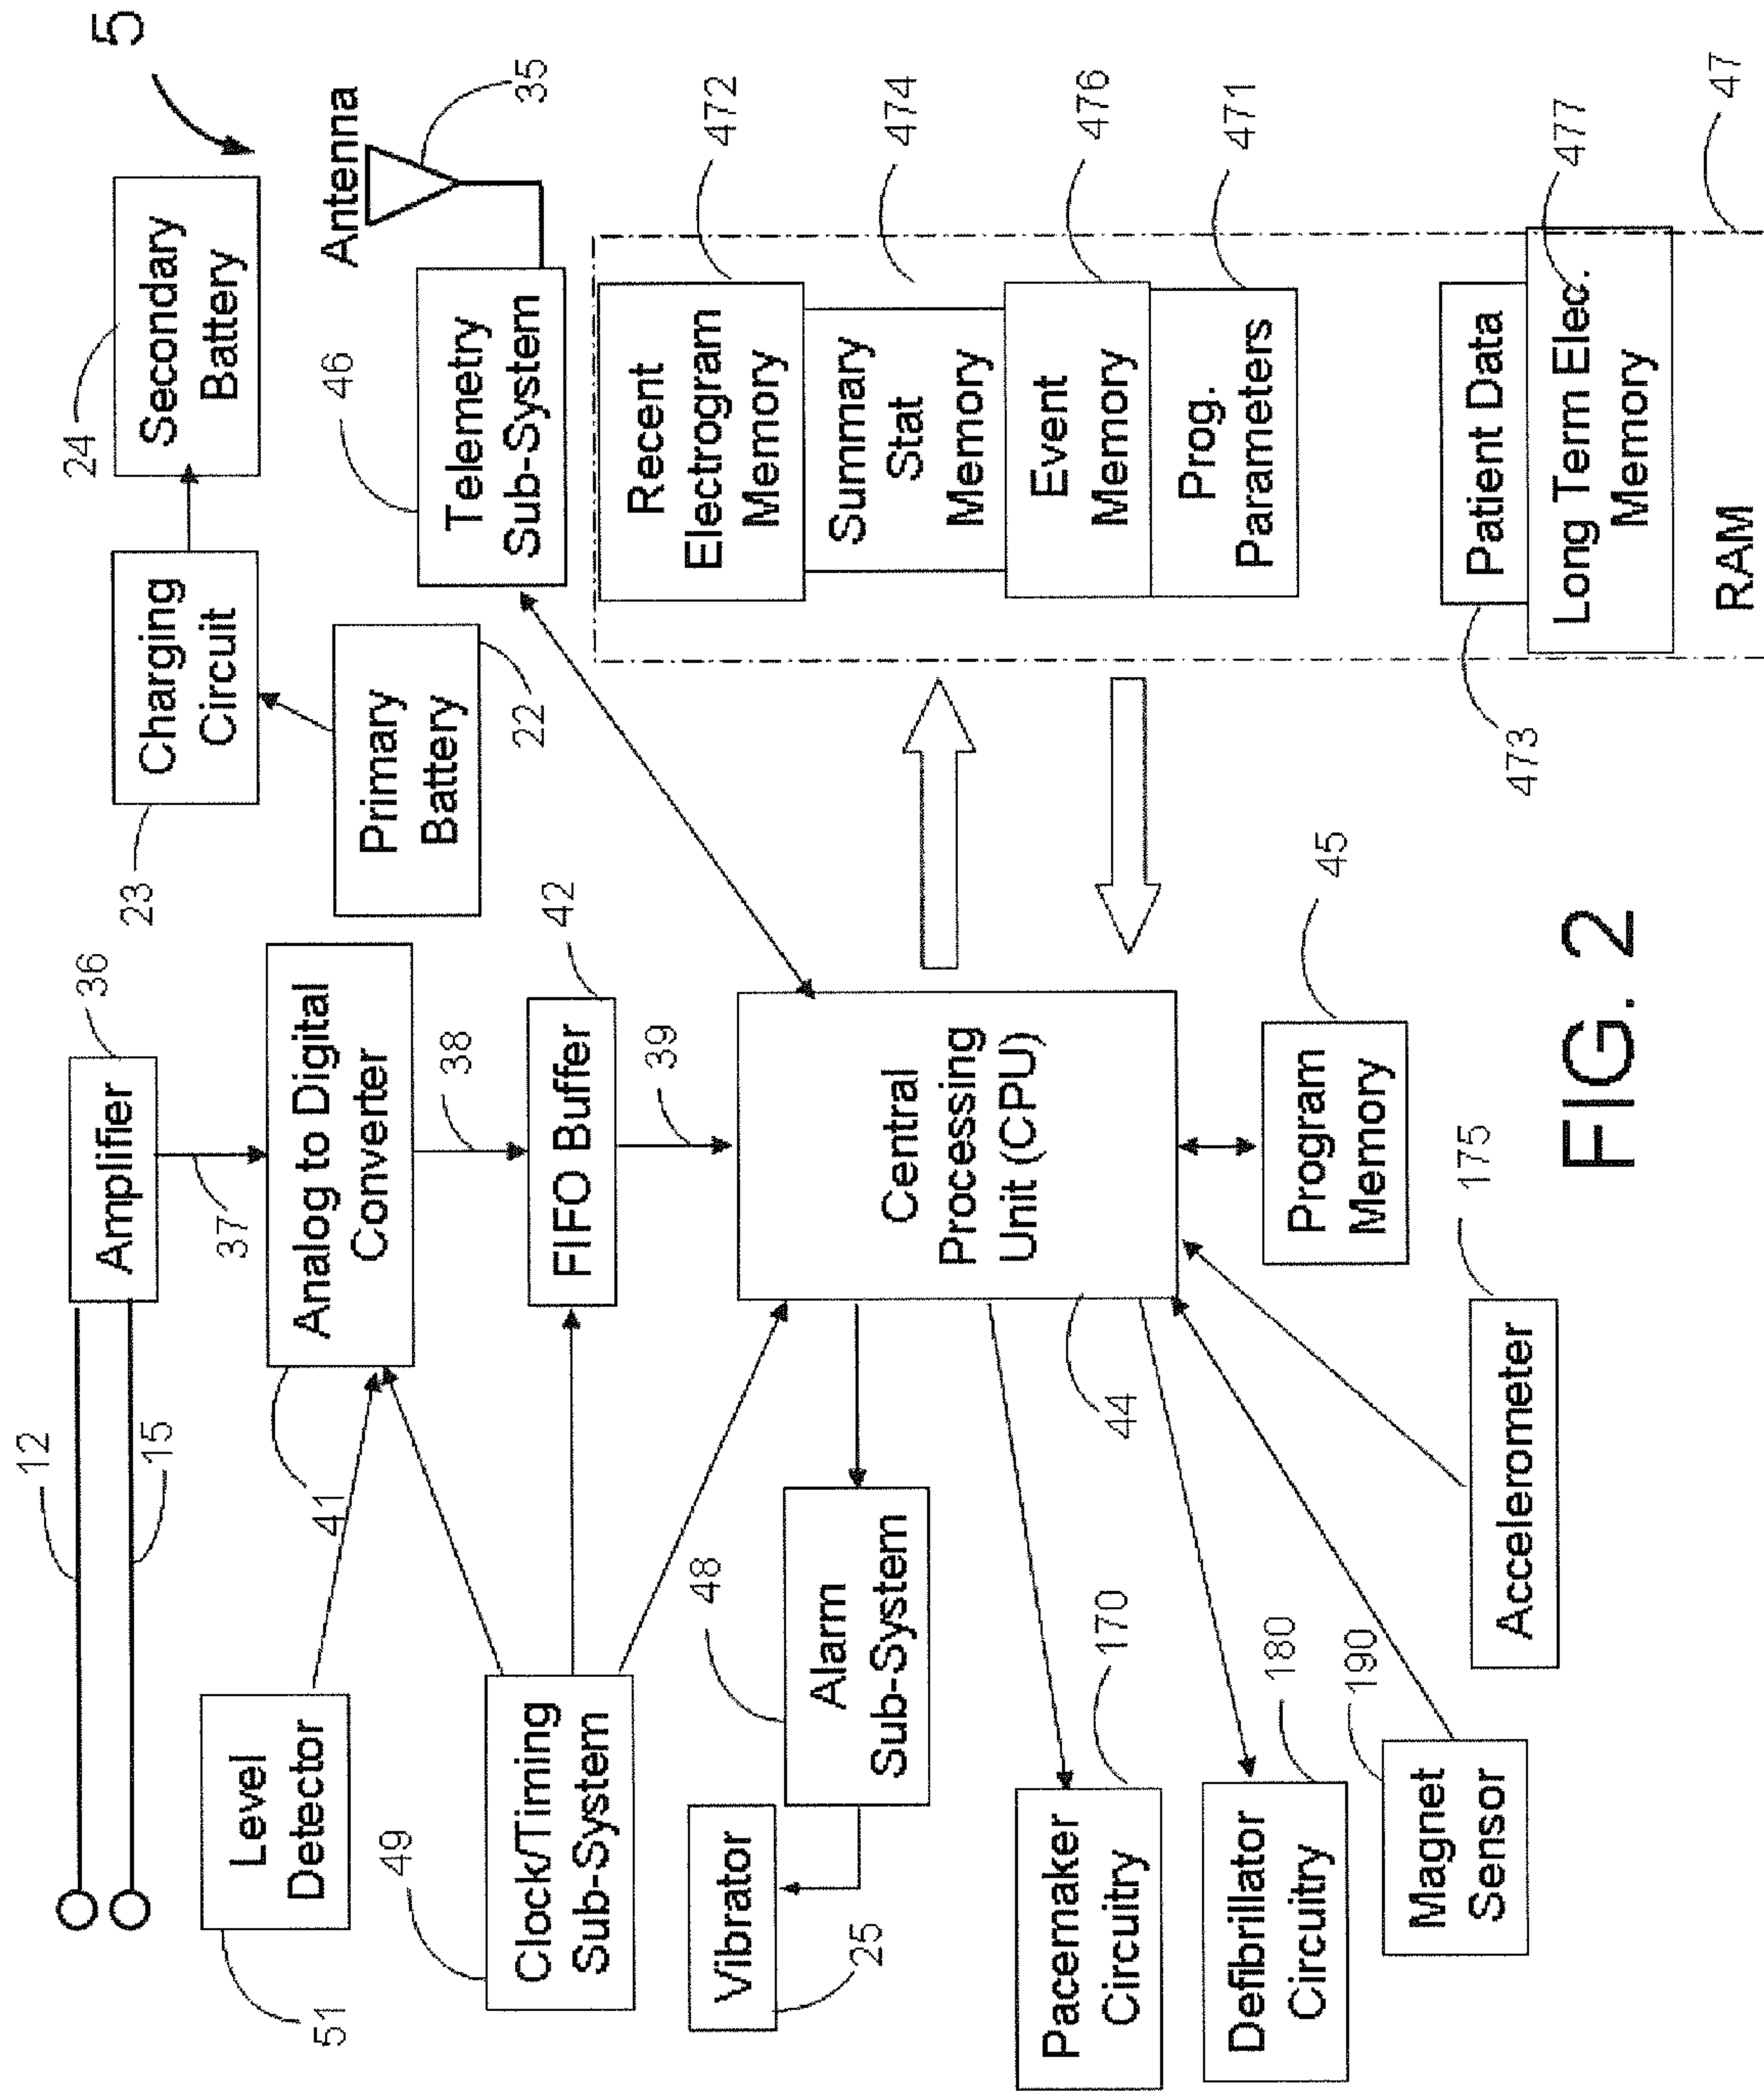 5
12
15
Amplifier
36
37
24
Secondary
Battery
Charging
Circuit
23
Primary
Battery
22
Antenna
35
46
Telemetry
Sub-System
51
Level
Detector
41
Analog to Digital
Converter
38
42
FIFO Buffer
39
49
Clock/Timing
Sub-System
Vibrator
25
48
Alarm
Sub-System
Central
Processing
Unit (CPU)
44
Recent
Electrogram
Memory
472
Summary
Stat
Memory
474
Event
Memory
476
Prog.
Parameters
471
Patient Data
473
Long Term Elec.
Memory
477
RAM
47
Pacemaker
Circuitry
170
Defibrillator
Circuitry
180
Magnet
Sensor
190
Accelerometer
175
Program
Memory
45
FIG. 2